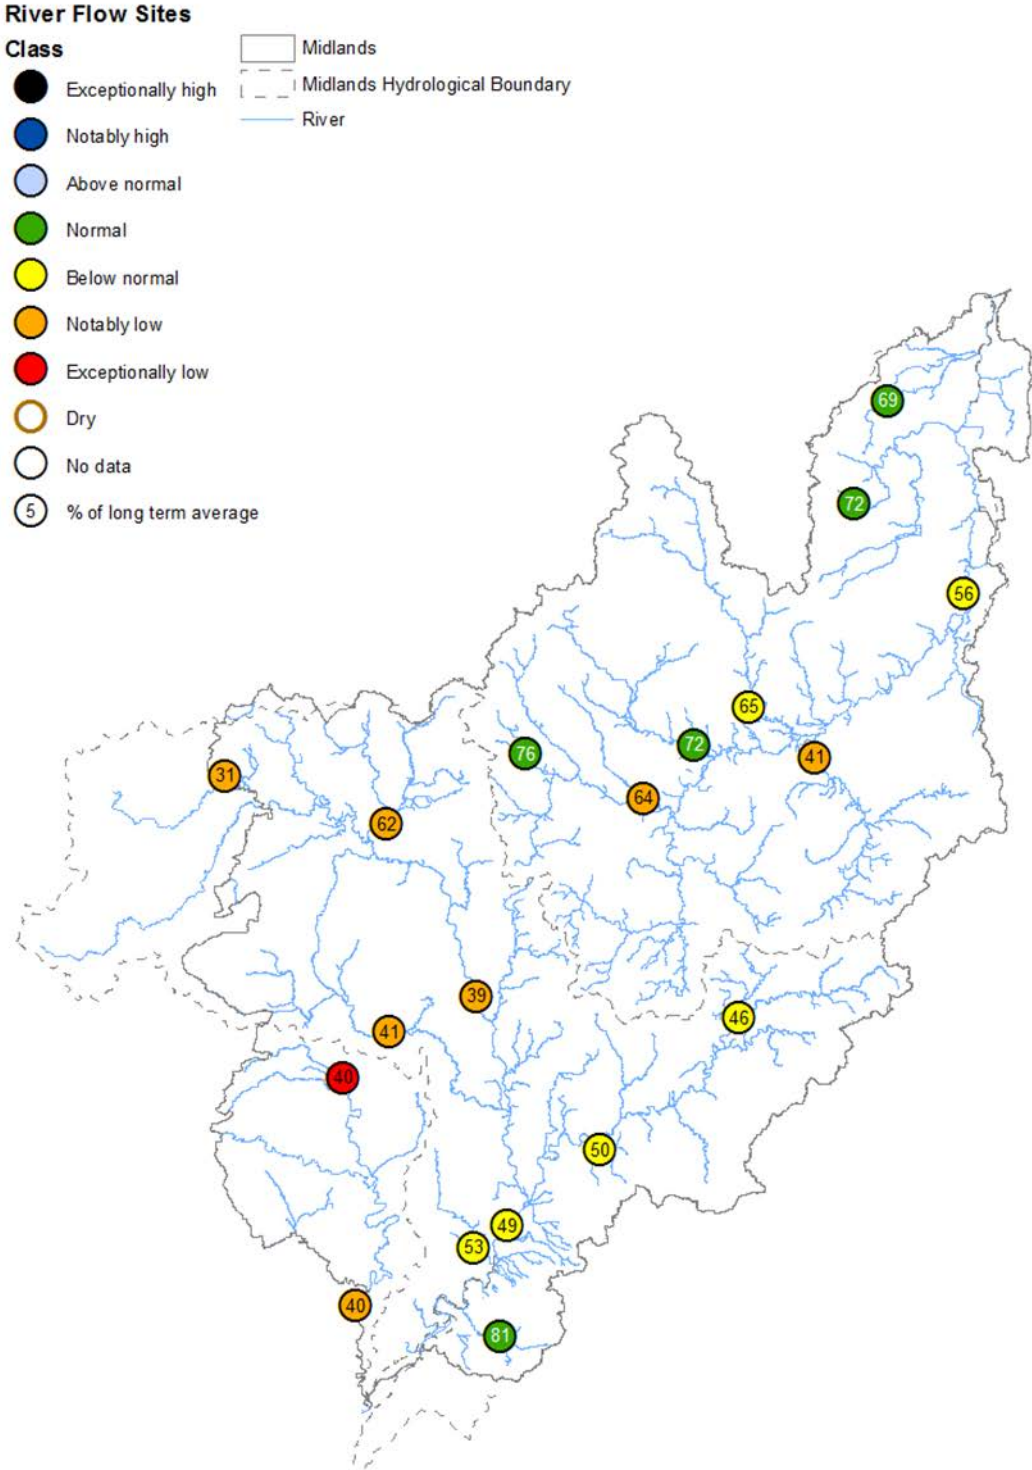 River Flow Sites
Class
Exceptionally high
Notably high
Above normal
Normal
Below normal
Notably low
Exceptionally low
Dry
No data
5 % of long term average
Midlands
Midlands Hydrological Boundary
River
69
72
56
65
72
76
41
31
64
62
39
46
41
40
50
49
53
40
81